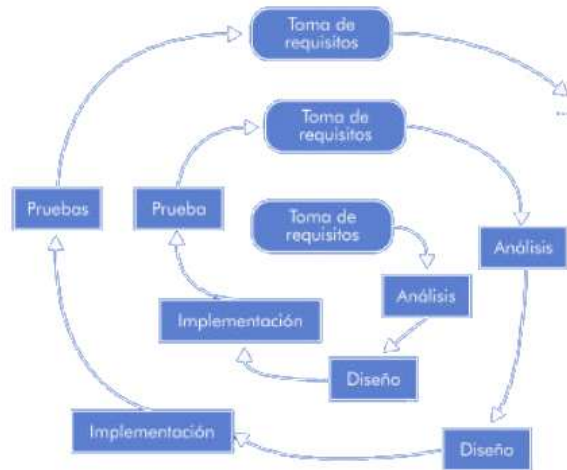 Toma de
requisitos
Toma de
requisitos
Pruebas
Prueba
Toma de
requisitos
Análisis
Análisis
Implementación
Diseño
Implementación
Diseño
...